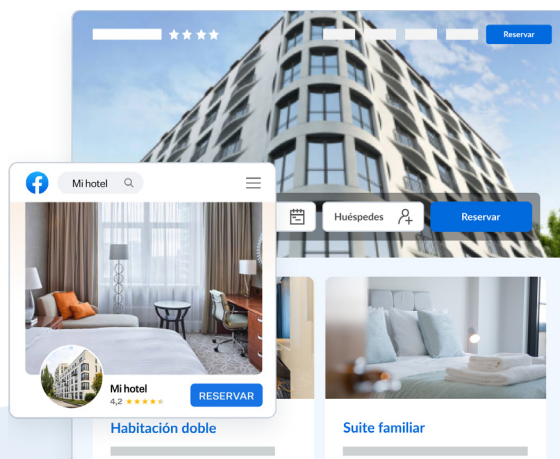 Reservar
Mi hotel
Huéspedes
Reservar
Mi hotel
4,2
RESERVAR
Habitación doble
Suite familiar